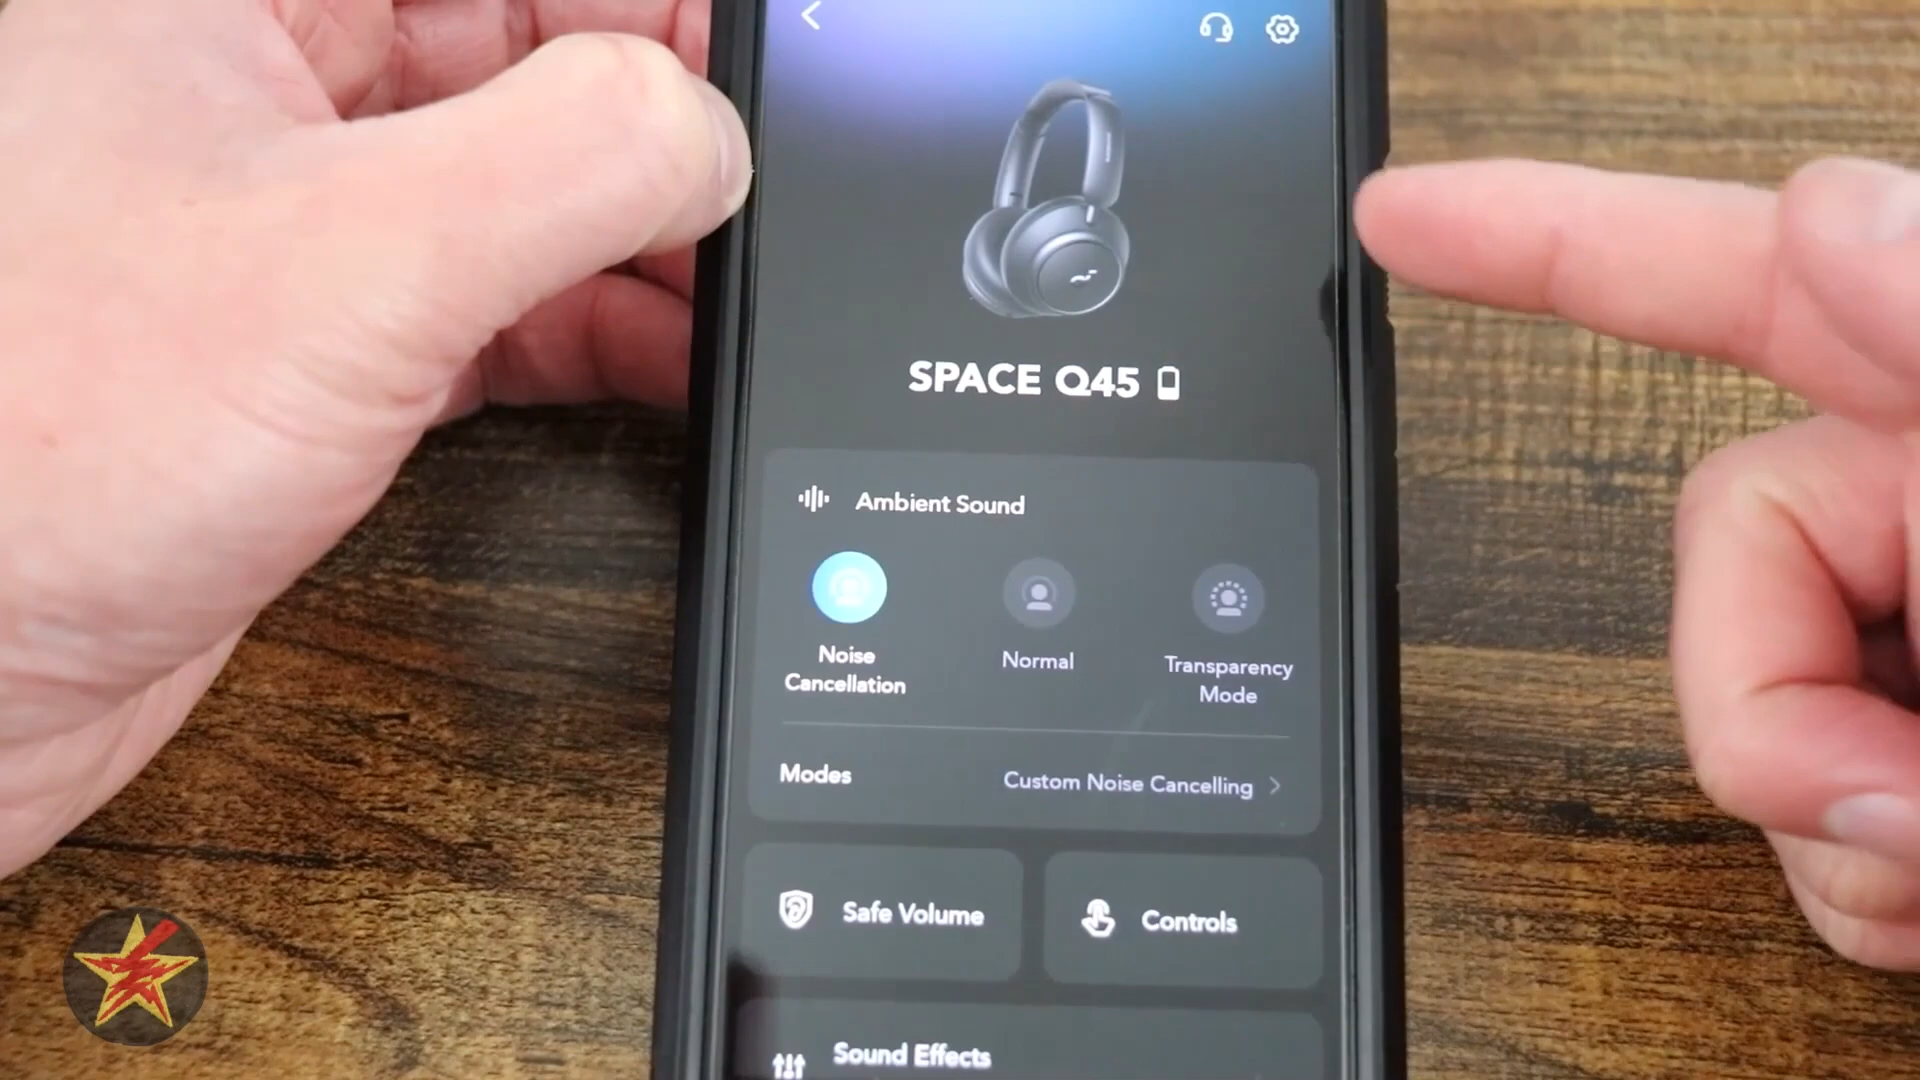 SPACE Q45
Ambient Sound
Noise
Cancellation
Normal
Transparency
Mode
Modes
Custom Noise Cancelling
Safe Volume
Controls
Sound Effects